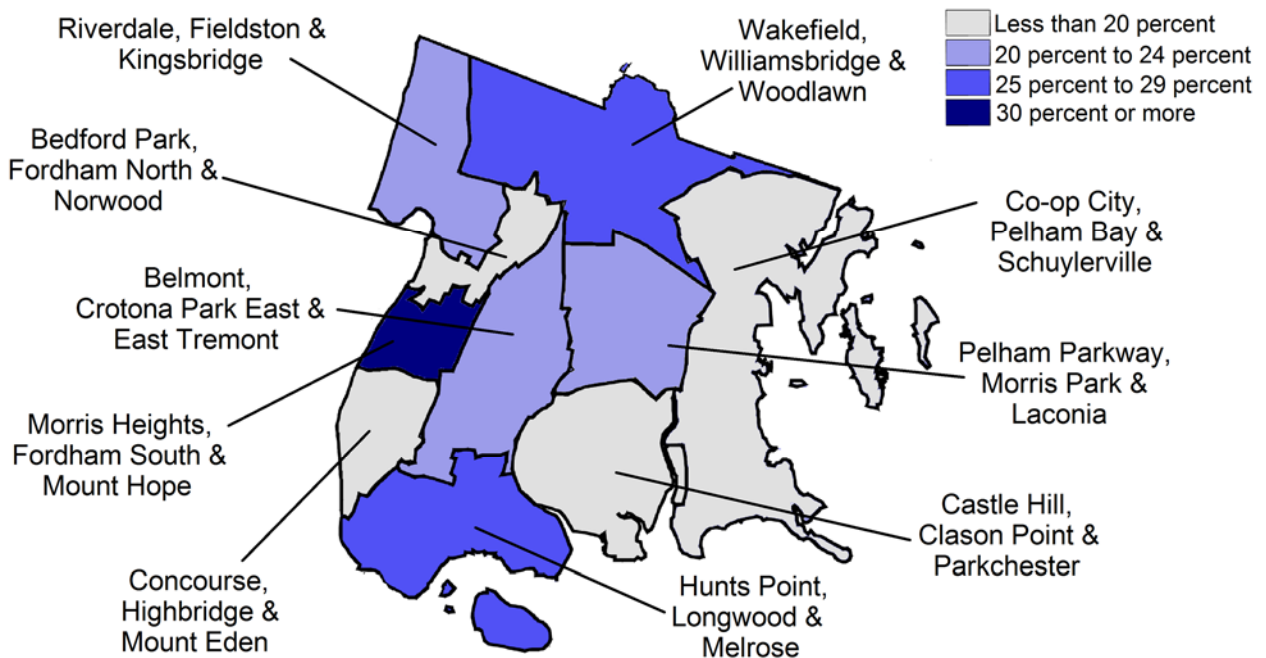 Riverdale, Fieldston &
Kingsbridge
Wakefield,
Williamsbridge &
Woodlawn
Less than 20 percent
20 percent to 24 percent
25 percent to 29 percent
30 percent or more
Bedford Park,
Fordham North &
Norwood
Co-op City,
Pelham Bay &
Schuylerville
Belmont,
Crotona Park East &
East Tremont
Pelham Parkway,
Morris Park &
Laconia
Morris Heights,
Fordham South &
Mount Hope
Castle Hill,
Clason Point &
Parkchester
Concourse,
Highbridge &
Mount Eden
Hunts Point,
Longwood &
Melrose